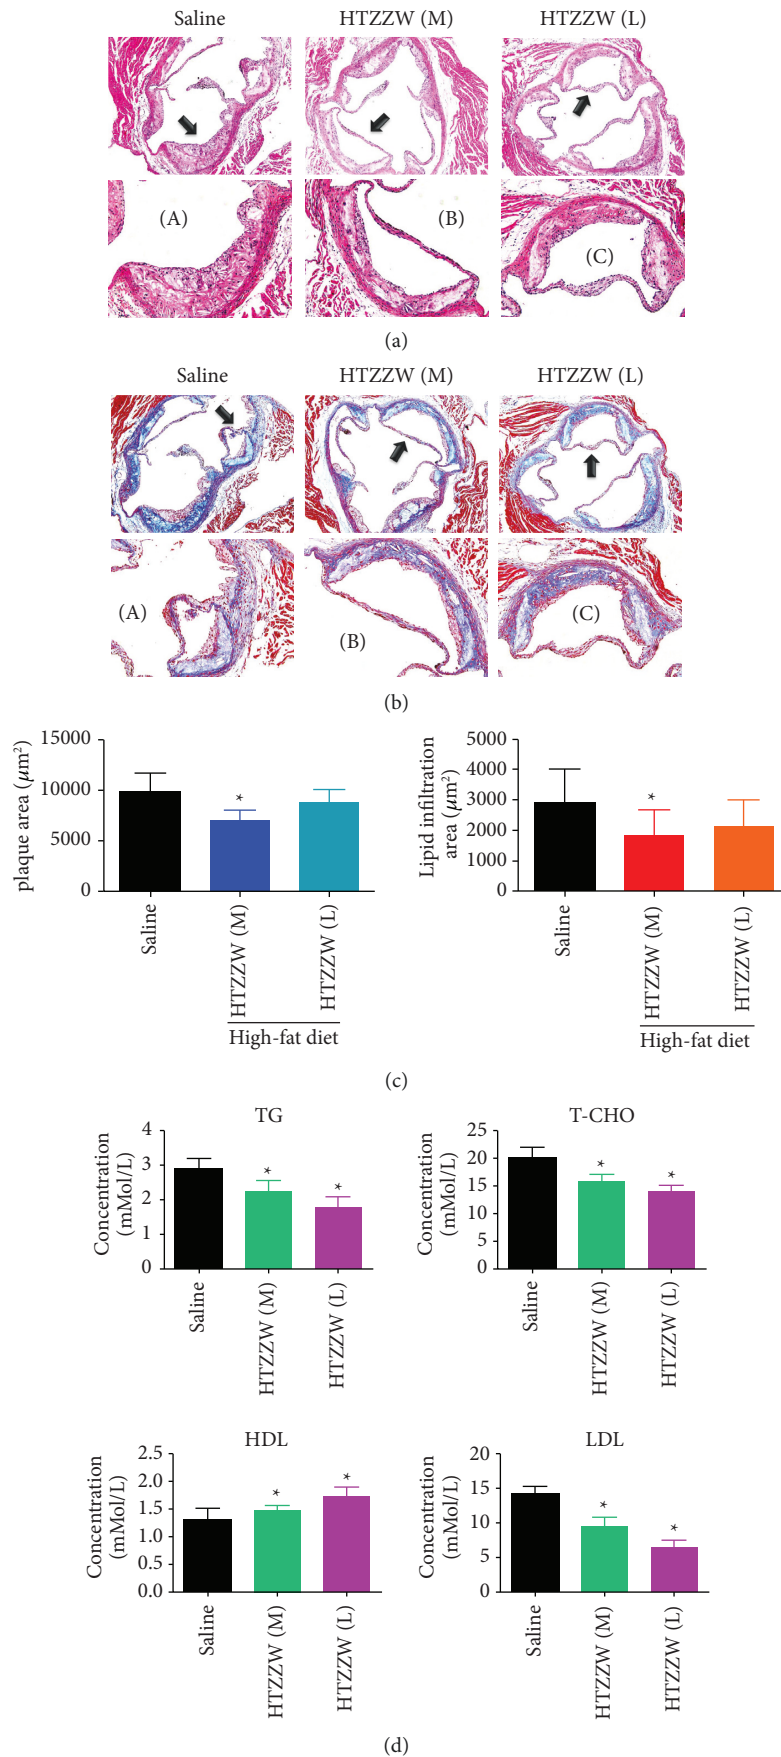 Saline HTZZW (M) HTZZW (L)
(A) (B) (C)
(a)
Saline HTZZW (M) HTZZW (L)
(A) (B) (C)
(b)
plaque area (μm²)
15000
10000
5000
0
*
Saline
HTZZW (M)
HTZZW (L)
High-fat diet
Lipid infiltration
area (μm²)
5000
4000
3000
2000
1000
0
*
Saline
HTZZW (M)
HTZZW (L)
High-fat diet
(c)
TG
Concentration
(mMol/L)
4
3
2
1
0
* *
Saline
HTZZW (M)
HTZZW (L)
T-CHO
Concentration
(mMol/L)
25
20
15
10
5
0
* *
Saline
HTZZW (M)
HTZZW (L)
HDL
Concentration
(mMol/L)
2.5
2.0
1.5
1.0
0.5
0.0
* *
Saline
HTZZW (M)
HTZZW (L)
LDL
Concentration
(mMol/L)
20
15
10
5
0
* *
Saline
HTZZW (M)
HTZZW (L)
(d)